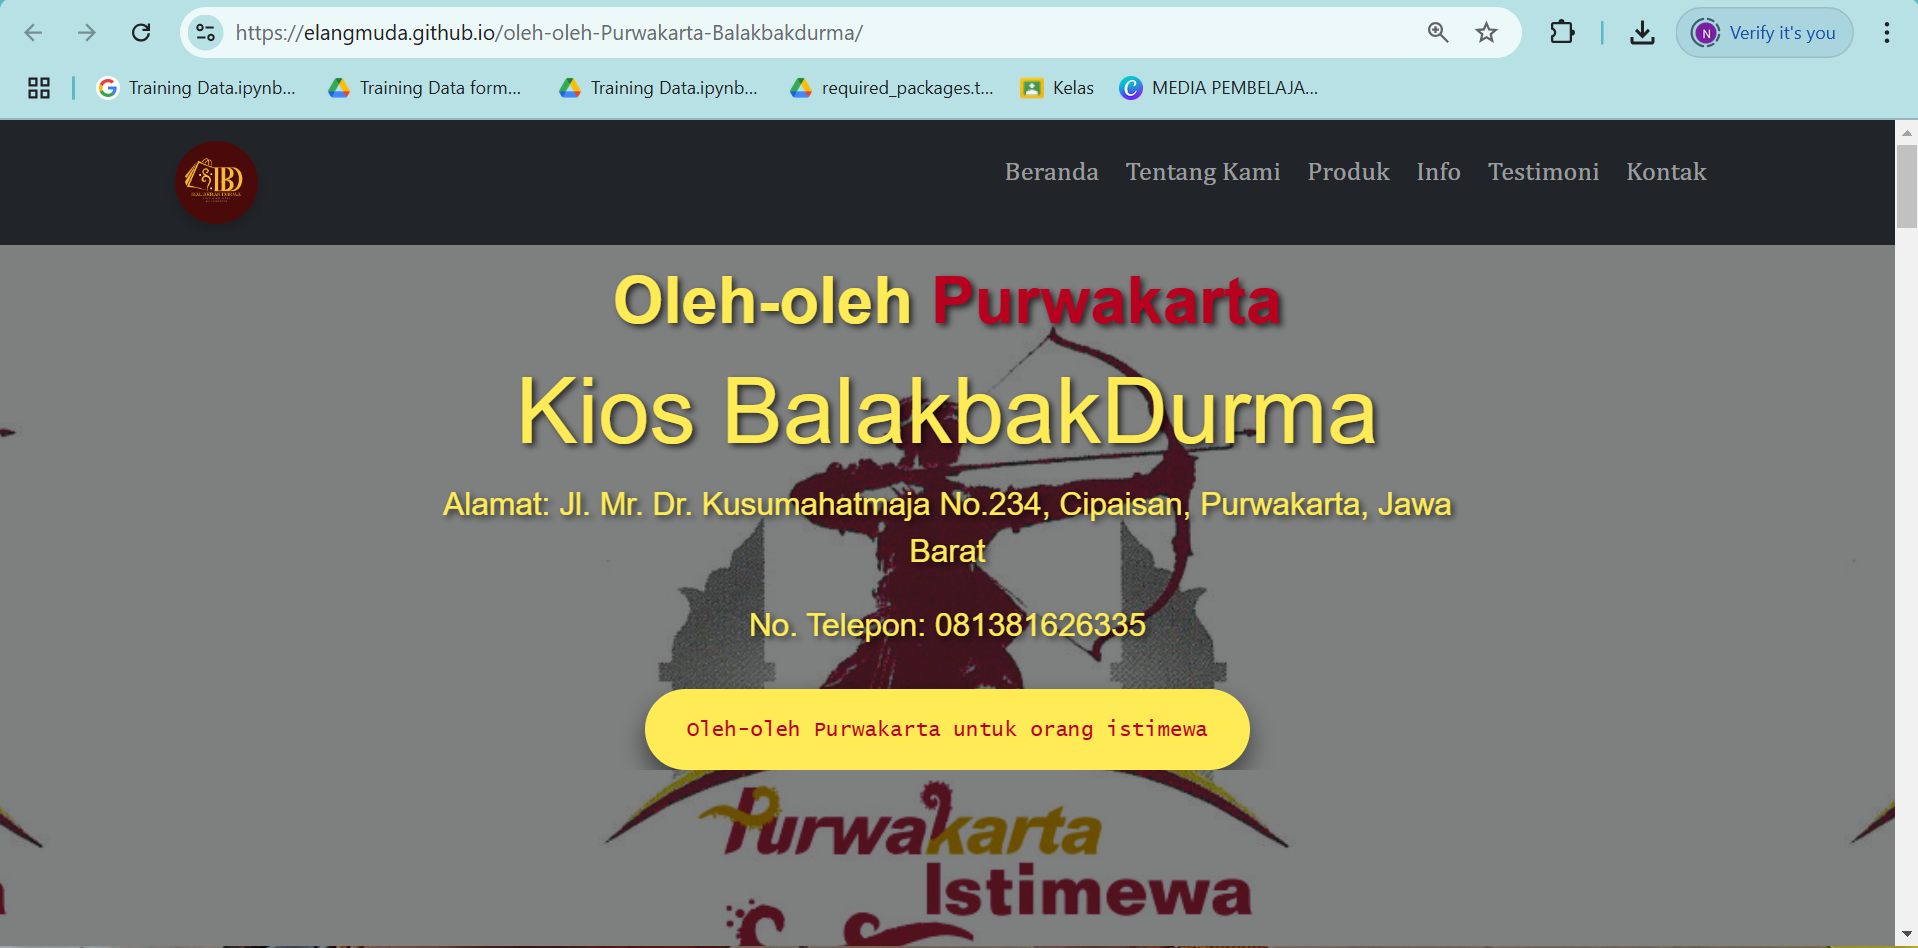 https://elangmuda.github.io/oleh-oleh-Purwakarta-Balakbakdurma/
N Verify it's you
Training Data.ipynb...
Training Data form...
Training Data.ipynb...
required_packages.t...
Kelas
MEDIA PEMBELAJA...
BD
Beranda
Tentang Kami
Produk
Info
Testimoni
Kontak
Oleh-oleh Purwakarta
Kios BalakbakDurma
Alamat: Jl. Mr. Dr. Kusumahatmaja No.234, Cipaisan, Purwakarta, Jawa
Barat
No. Telepon: 081381626335
Oleh-oleh Purwakarta untuk orang istimewa
Purwakarta
Istimewa